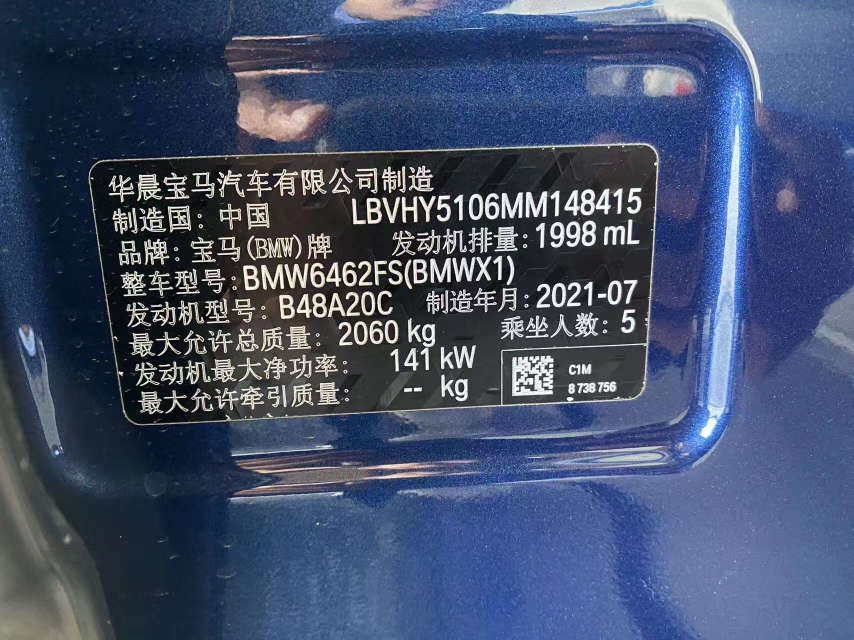 华晨宝马汽车有限公司制造
制造国: 中国 LBVHY5106MM148415
品牌: 宝马(BMW)牌 发动机排量: 1998 mL
整车型号: BMW6462FS(BMWX1)
发动机型号: B48A20C 制造年月: 2021-07
最大允许总质量: 2060 kg 乘坐人数: 5
发动机最大净功率: 141 kW
最大允许牵引质量: -- kg
C1M
8 738 756